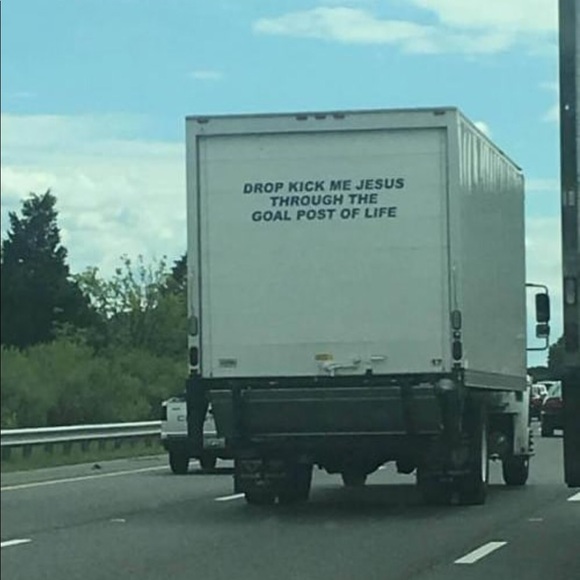 DROP KICK ME JESUS
THROUGH THE
GOAL POST OF LIFE